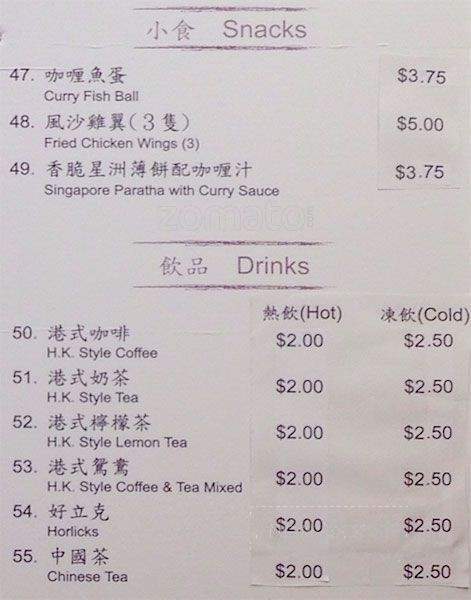 小食 Snacks
47. 咖喱魚蛋 $3.75
Curry Fish Ball
48. 風沙雞翼(3隻) $5.00
Fried Chicken Wings (3)
49. 香脆星洲薄餅配咖喱汁 $3.75
Singapore Paratha with Curry Sauce
zomato
飲品 Drinks
熱飲(Hot) 凍飲(Cold)
50. 港式咖啡 $2.00 $2.50
H.K. Style Coffee
51. 港式奶茶 $2.00 $2.50
H.K. Style Tea
52. 港式檸檬茶 $2.00 $2.50
H.K. Style Lemon Tea
53. 港式鴛鴦 $2.00 $2.50
H.K. Style Coffee & Tea Mixed
54. 好立克 $2.00 $2.50
Horlicks
55. 中國茶 $2.00 $2.50
Chinese Tea